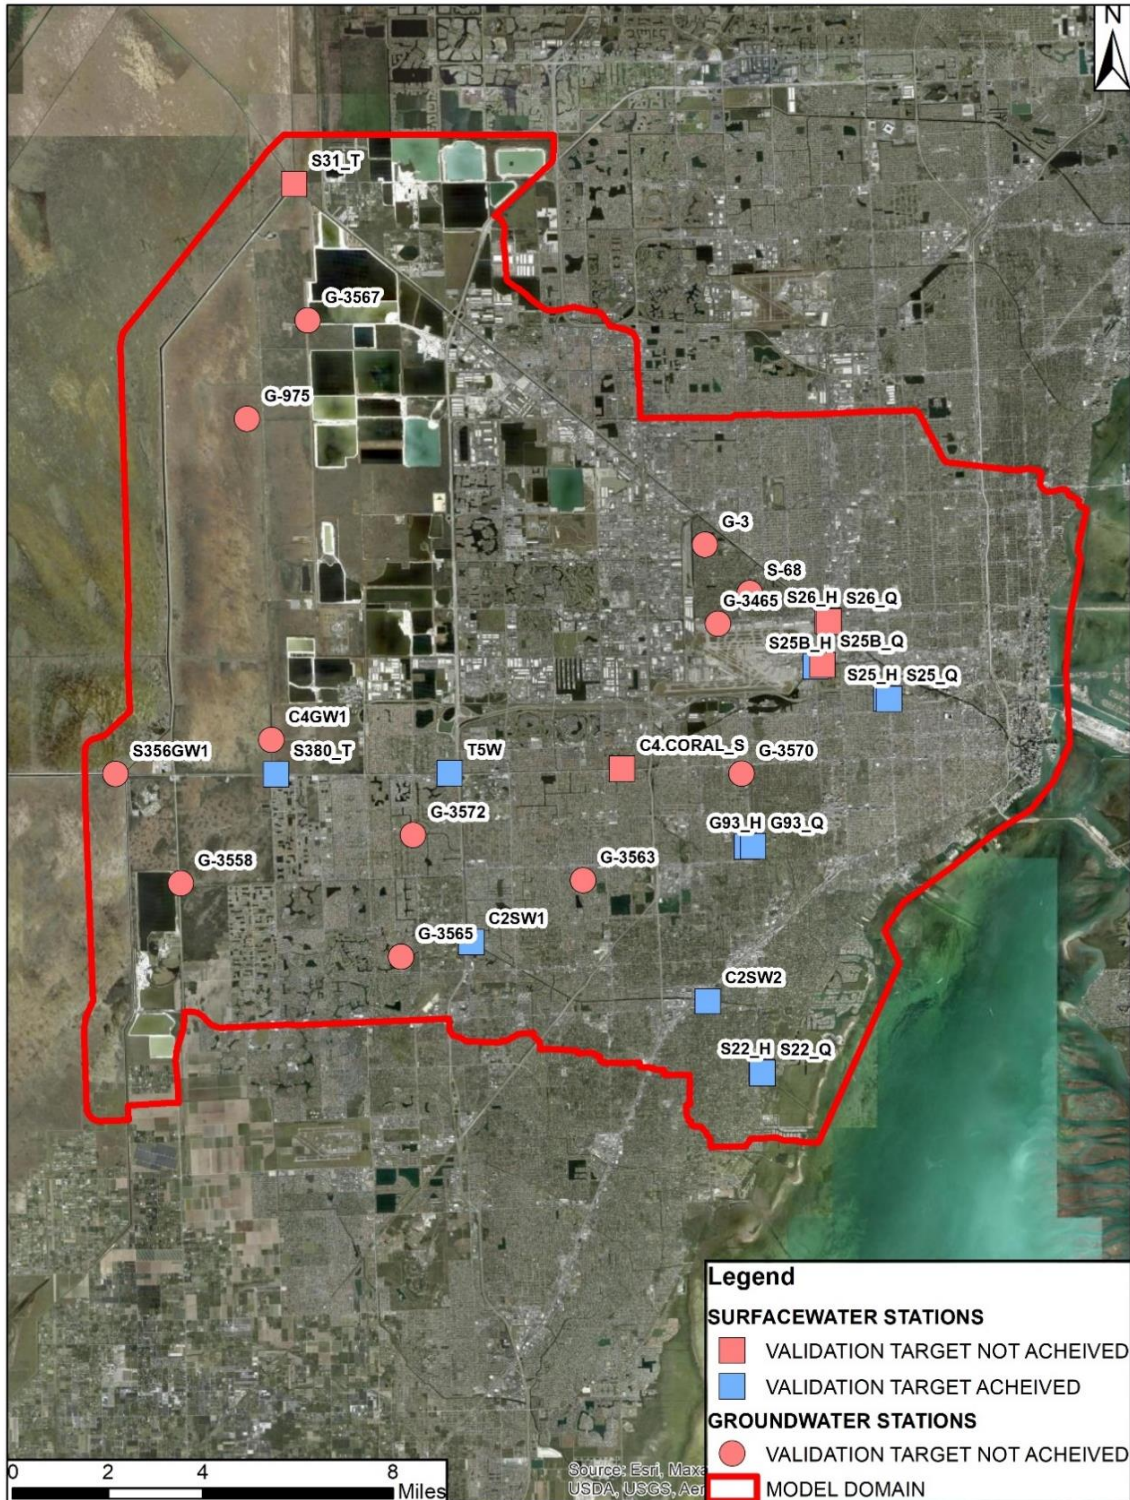 N
S31_T
G-3567
G-975
G-3
S-68
G-3465
S26_H S26_Q
S25B_H S25B_Q
S25_H S25_Q
C4GW1
S356GW1
S380_T
T5W
C4.CORAL_S
G-3570
G-3572
G93_H G93_Q
G-3558
G-3563
C2SW1
G-3565
C2SW2
S22_H S22_Q
Legend
SURFACEWATER STATIONS
VALIDATION TARGET NOT ACHEIVED
VALIDATION TARGET ACHEIVED
GROUNDWATER STATIONS
VALIDATION TARGET NOT ACHEIVED
MODEL DOMAIN
0 2 4 8
Miles
Source: Esri, Maxa
USDA, USGS, Aer